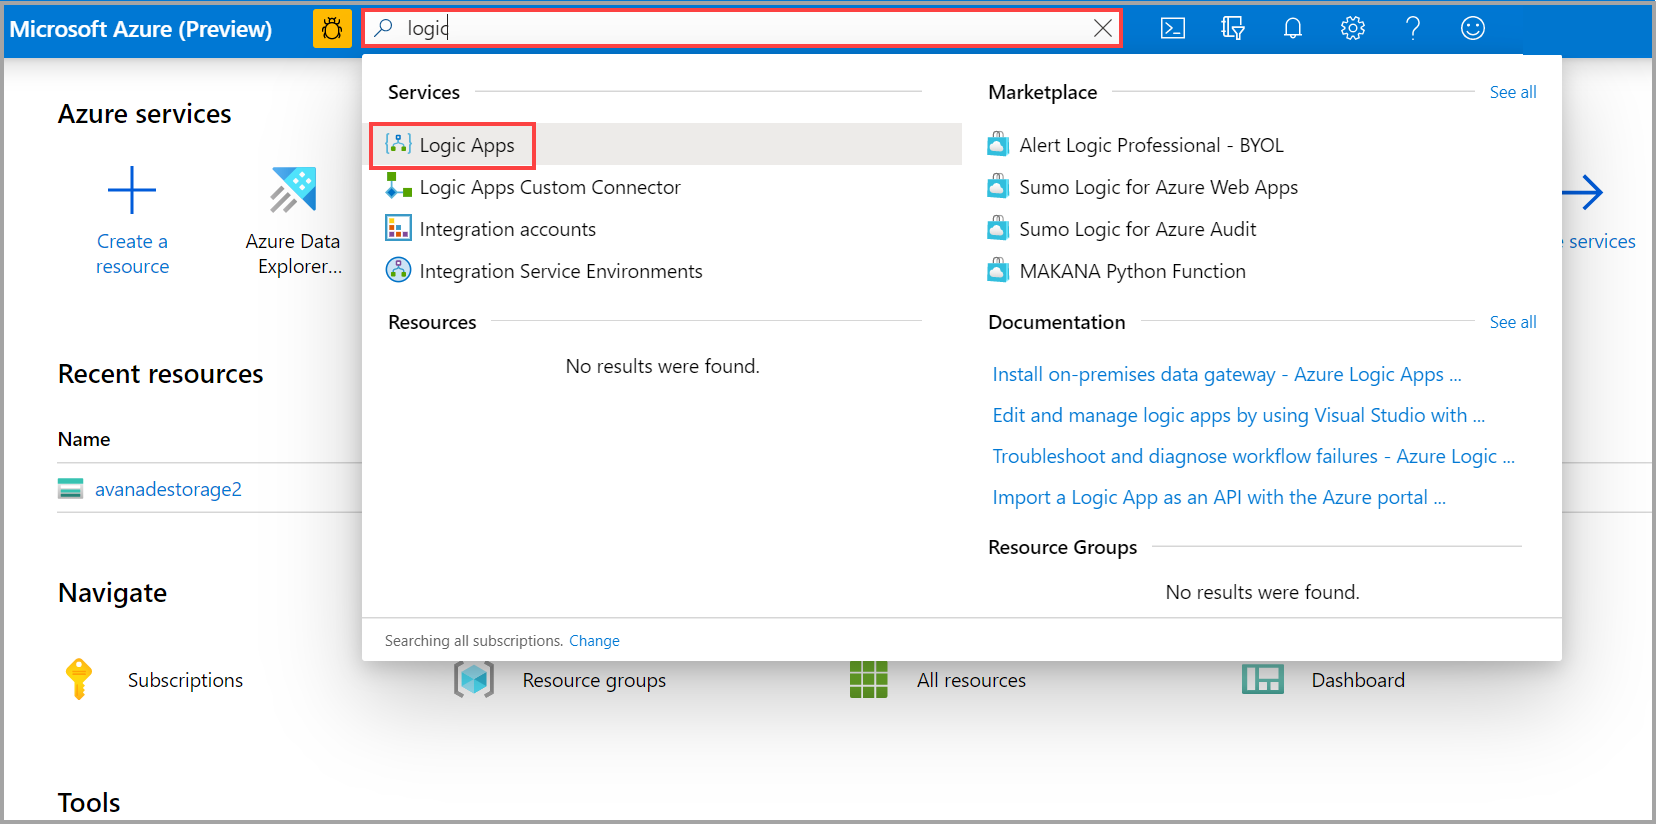 Microsoft Azure (Preview)
logic
Azure services
Create a
resource
Azure Data
Explorer...
services
Recent resources
Name
avanadestorage2
Navigate
Subscriptions
Resource groups
All resources
Dashboard
Tools
Services
Logic Apps
Logic Apps Custom Connector
Integration accounts
Integration Service Environments
Resources
No results were found.
Marketplace
See all
Alert Logic Professional - BYOL
Sumo Logic for Azure Web Apps
Sumo Logic for Azure Audit
MAKANA Python Function
Documentation
See all
Install on-premises data gateway - Azure Logic Apps ...
Edit and manage logic apps by using Visual Studio with ...
Troubleshoot and diagnose workflow failures - Azure Logic ...
Import a Logic App as an API with the Azure portal ...
Resource Groups
No results were found.
Searching all subscriptions. Change